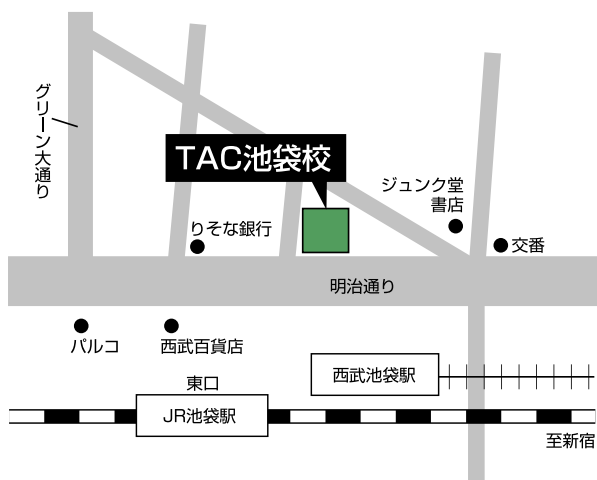 グリーン大通り
TAC池袋校
ジュンク堂
書店
りそな銀行
交番
明治通り
パルコ
西武百貨店
西武池袋駅
東口
JR池袋駅
至新宿